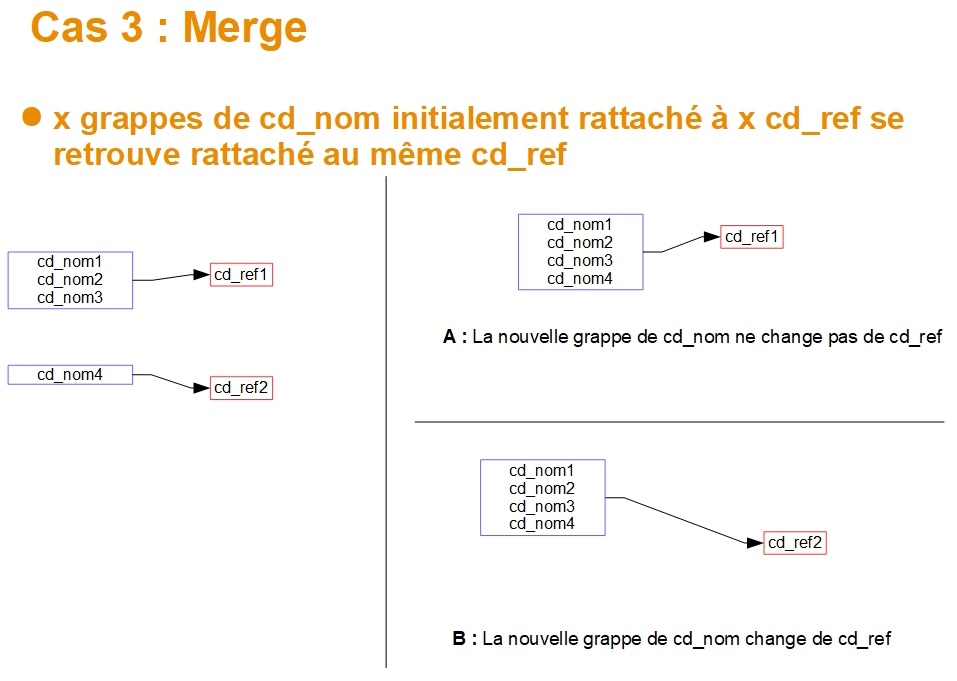 Cas 3 : Merge
x grappes de cd_nom initialement rattaché à x cd_ref se
retrouve rattaché au même cd_ref
cd_nom1
cd_nom2
cd_nom3
cd_ref1
cd_nom4
cd_ref2
cd_nom1
cd_nom2
cd_nom3
cd_nom4
cd_ref1
A : La nouvelle grappe de cd_nom ne change pas de cd_ref
cd_nom1
cd_nom2
cd_nom3
cd_nom4
cd_ref2
B : La nouvelle grappe de cd_nom change de cd_ref